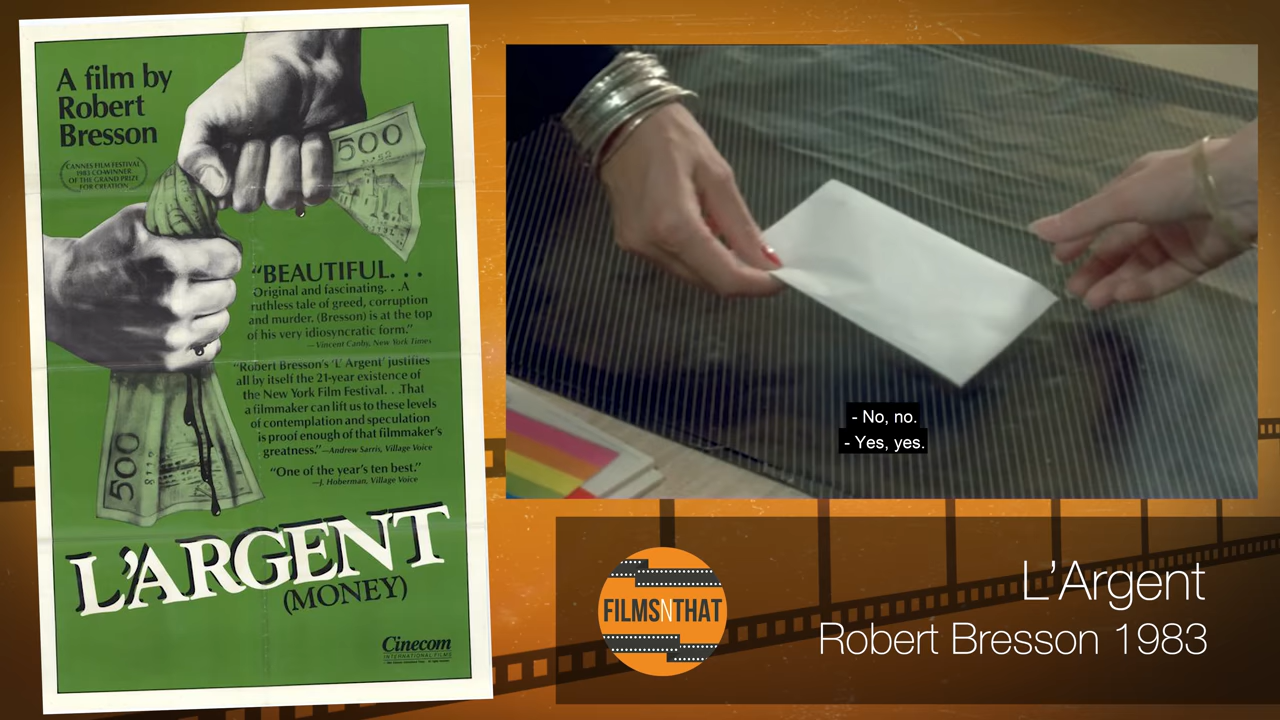 A film by
Robert
Bresson
CANNES FILM FESTIVAL
1983 CO-WINNER
OF THE GRAND PRIZE
FOR CREATION
500
"BEAUTIFUL. . .
Original and fascinating. . .A
ruthless tale of greed, corruption
and murder. (Bresson) is at the top
of his very idiosyncratic form."
—Vincent Canby, New York Times
"Robert Bresson's 'L' Argent' justifies
all by itself the 21-year existence of
the New York Film Festival. . .That
a filmmaker can lift us to these levels
of contemplation and speculation
is proof enough of that filmmaker's
greatness."—Andrew Sarris, Village Voice
"One of the year's ten best."
—J. Hoberman, Village Voice
500
L'ARGENT
(MONEY)
Cinecom
INTERNATIONAL FILMS
- No, no.
- Yes, yes.
FILMSNTHAT
L'Argent
Robert Bresson 1983